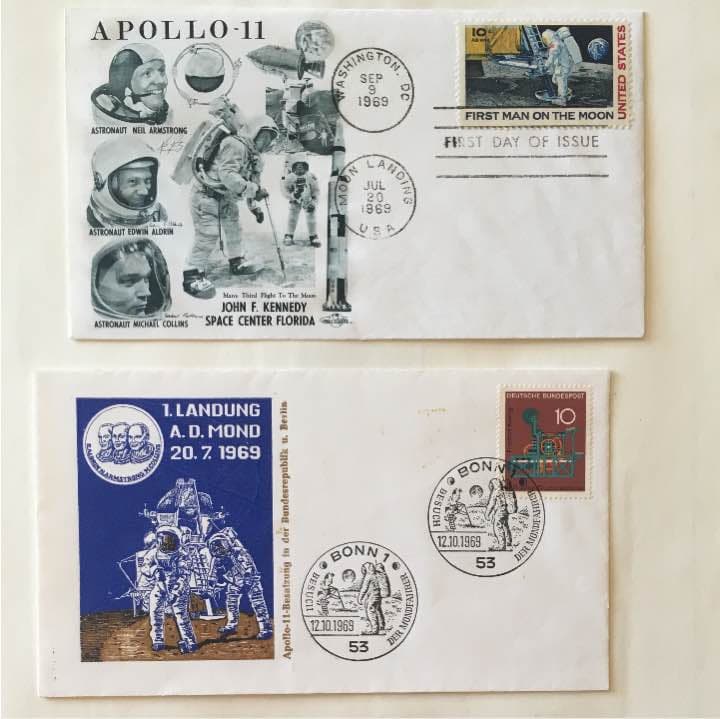 APOLLO-11
ASTRONAUT NEIL ARMSTRONG
ASTRONAUT EDWIN ALDRIN
ASTRONAUT MICHAEL COLLINS
Mans Third Flight To The Moon
JOHN F. KENNEDY
SPACE CENTER FLORIDA
WASHINGTON, DC
SEP
9
1969
MOON LANDING
JUL
20
1969
USA
10¢
UNITED STATES
FIRST MAN ON THE MOON
FIRST DAY OF ISSUE
1. LANDUNG
A. D. MOND
20. 7. 1969
Apollo-11-Besatzung in der Bundesrepublik u. Berlin
DEUTSCHE BUNDESPOST
10
BONN 1
BESUCH
12.10.1969
DER MONDFAHRER
53
BONN 1
BESUCH
12.10.1969
DER MONDFAHRER
53